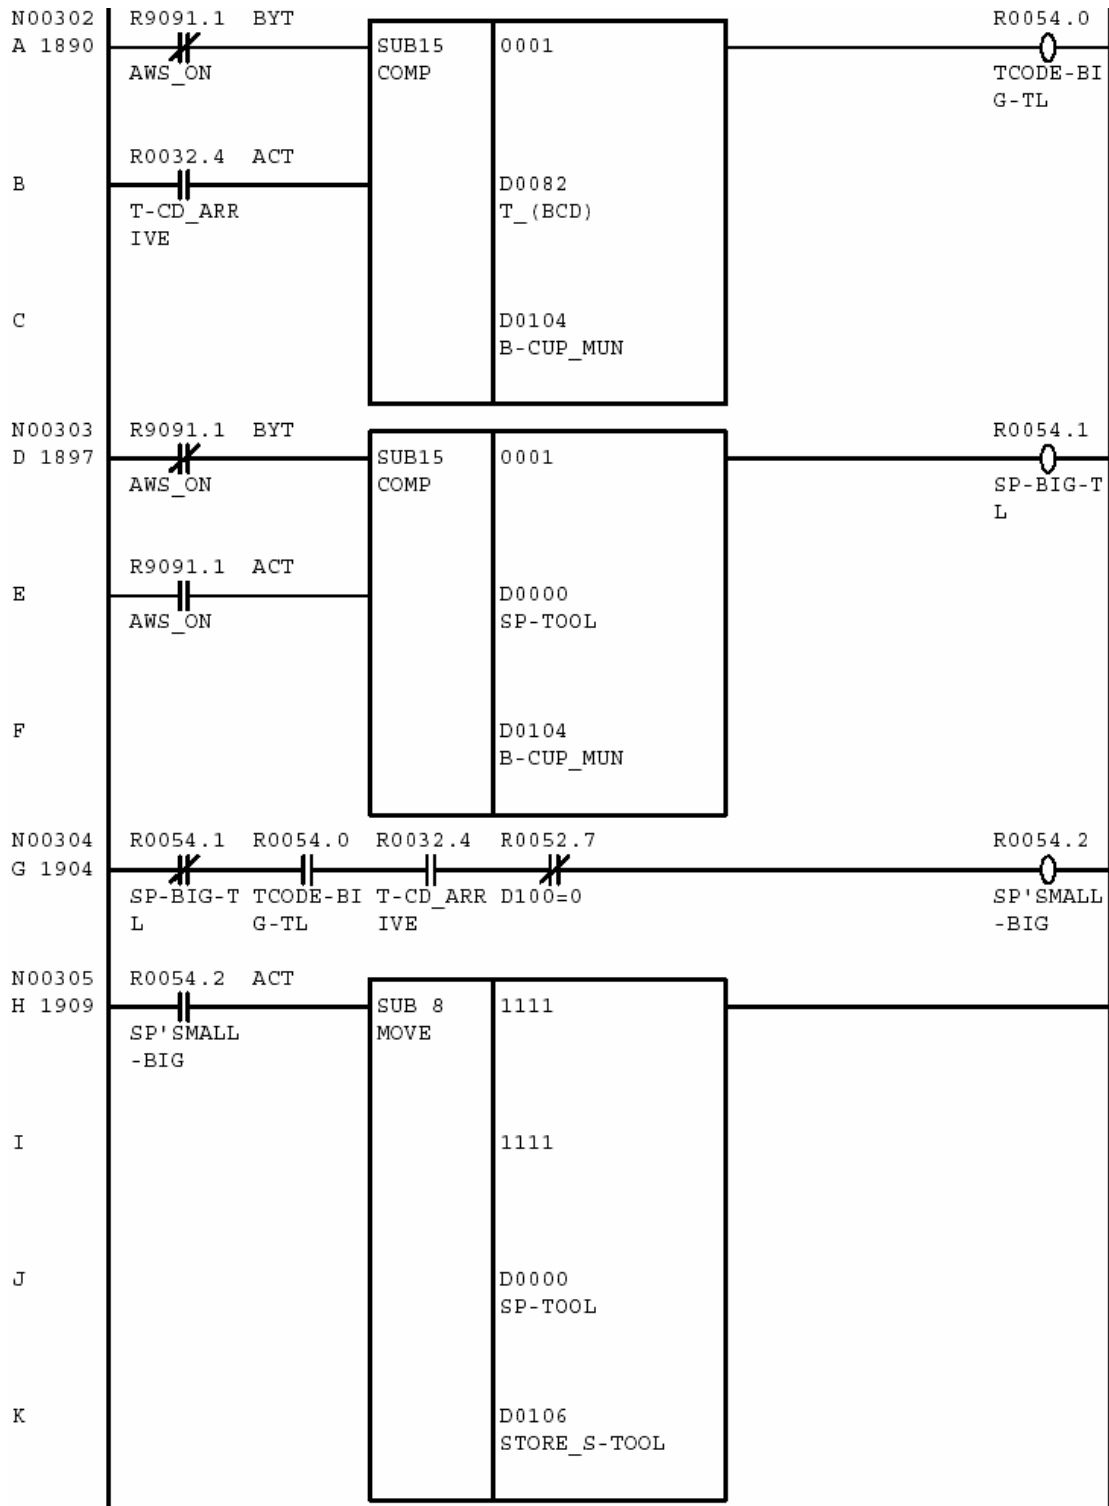 N00302 R9091.1 BYT R0054.0
A 1890 SUB15 0001
AWS_ON COMP TCODE-BI
G-TL
R0032.4 ACT
B D0082
T-CD_ARR T_(BCD)
IVE
C D0104
B-CUP_MUN
N00303 R9091.1 BYT R0054.1
D 1897 SUB15 0001
AWS_ON COMP SP-BIG-T
L
R9091.1 ACT
E D0000
AWS_ON SP-TOOL
F D0104
B-CUP_MUN
N00304 R0054.1 R0054.0 R0032.4 R0052.7 R0054.2
G 1904
SP-BIG-T TCODE-BI T-CD_ARR D100=0 SP'SMALL
L G-TL IVE -BIG
N00305 R0054.2 ACT
H 1909 SUB 8 1111
SP'SMALL MOVE
-BIG
I 1111
J D0000
SP-TOOL
K D0106
STORE_S-TOOL